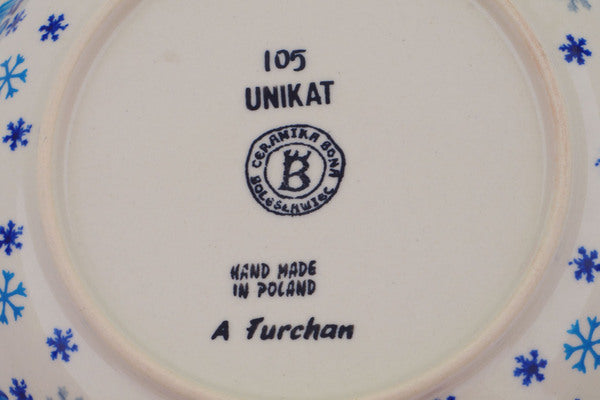 105
UNIKAT
CERAMIKA BONA
B
BOLESŁAWIEC
HAND MADE
IN POLAND
A Turchan